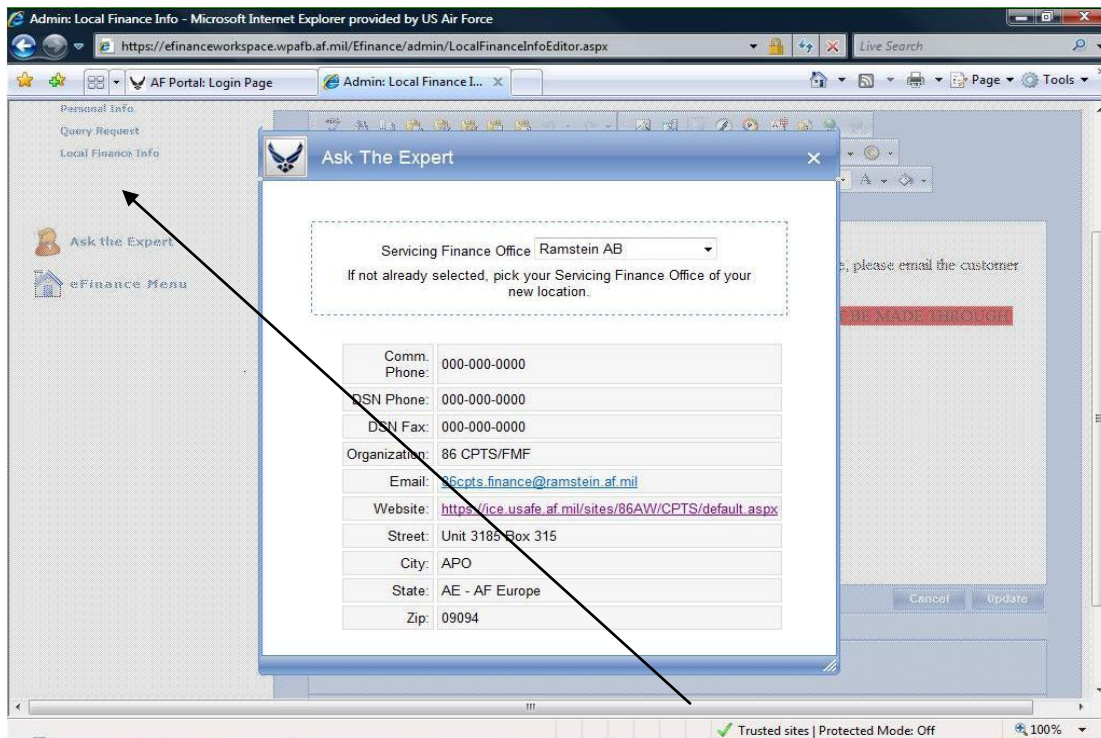 Admin: Local Finance Info - Microsoft Internet Explorer provided by US Air Force
https://efinanceworkspace.wpafb.af.mil/Efinance/admin/LocalFinanceInfoEditor.aspx
Live Search
AF Portal: Login Page
Admin: Local Finance I...
Page
Tools
Personal Info
Query Request
Local Finance Info
Ask the Expert
eFinance Menu
Ask The Expert
Servicing Finance Office Ramstein AB
If not already selected, pick your Servicing Finance Office of your
new location.
Comm. Phone: 000-000-0000
DSN Phone: 000-000-0000
DSN Fax: 000-000-0000
Organization: 86 CPTS/FMF
Email: 86cpts.finance@ramstein.af.mil
Website: https://ice.usafe.af.mil/sites/86AW/CPTS/default.aspx
Street: Unit 3185 Box 315
City: APO
State: AE - AF Europe
Zip: 09094
, please email the customer
BE MADE THROUGH
Cancel Update
Trusted sites | Protected Mode: Off
100%